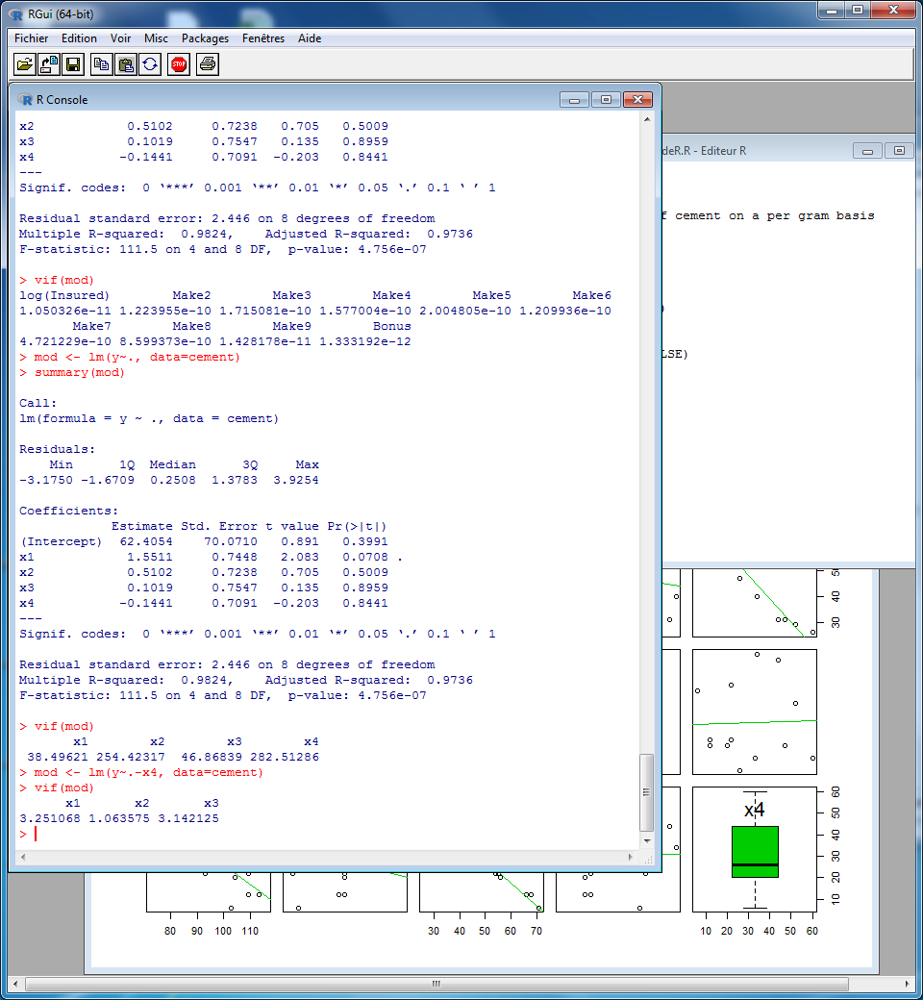 RGui (64-bit)
Fichier Edition Voir Misc Packages Fenêtres Aide
STOP
R Console
x2 0.5102 0.7238 0.705 0.5009
x3 0.1019 0.7547 0.135 0.8959
x4 -0.1441 0.7091 -0.203 0.8441
---
Signif. codes: 0 ‘***’ 0.001 ‘**’ 0.01 ‘*’ 0.05 ‘.’ 0.1 ‘ ’ 1
Residual standard error: 2.446 on 8 degrees of freedom
Multiple R-squared: 0.9824, Adjusted R-squared: 0.9736
F-statistic: 111.5 on 4 and 8 DF, p-value: 4.756e-07
> vif(mod)
log(Insured) Make2 Make3 Make4 Make5 Make6
1.050326e-11 1.223955e-10 1.715081e-10 1.577004e-10 2.004805e-10 1.209936e-10
Make7 Make8 Make9 Bonus
4.721229e-10 8.599373e-10 1.428178e-11 1.333192e-12
> mod <- lm(y~., data=cement)
> summary(mod)
Call:
lm(formula = y ~ ., data = cement)
Residuals:
Min 1Q Median 3Q Max
-3.1750 -1.6709 0.2508 1.3783 3.9254
Coefficients:
Estimate Std. Error t value Pr(>|t|)
(Intercept) 62.4054 70.0710 0.891 0.3991
x1 1.5511 0.7448 2.083 0.0708 .
x2 0.5102 0.7238 0.705 0.5009
x3 0.1019 0.7547 0.135 0.8959
x4 -0.1441 0.7091 -0.203 0.8441
---
Signif. codes: 0 ‘***’ 0.001 ‘**’ 0.01 ‘*’ 0.05 ‘.’ 0.1 ‘ ’ 1
Residual standard error: 2.446 on 8 degrees of freedom
Multiple R-squared: 0.9824, Adjusted R-squared: 0.9736
F-statistic: 111.5 on 4 and 8 DF, p-value: 4.756e-07
> vif(mod)
x1 x2 x3 x4
38.49621 254.42317 46.86839 282.51286
> mod <- lm(y~.-x4, data=cement)
> vif(mod)
x1 x2 x3
3.251068 1.063575 3.142125
>
deR.R - Editeur R
f cement on a per gram basis
)
LSE)
50
40
30
x4
60
50
40
30
20
10
80 90 100 110
30 40 50 60 70
10 20 30 40 50 60